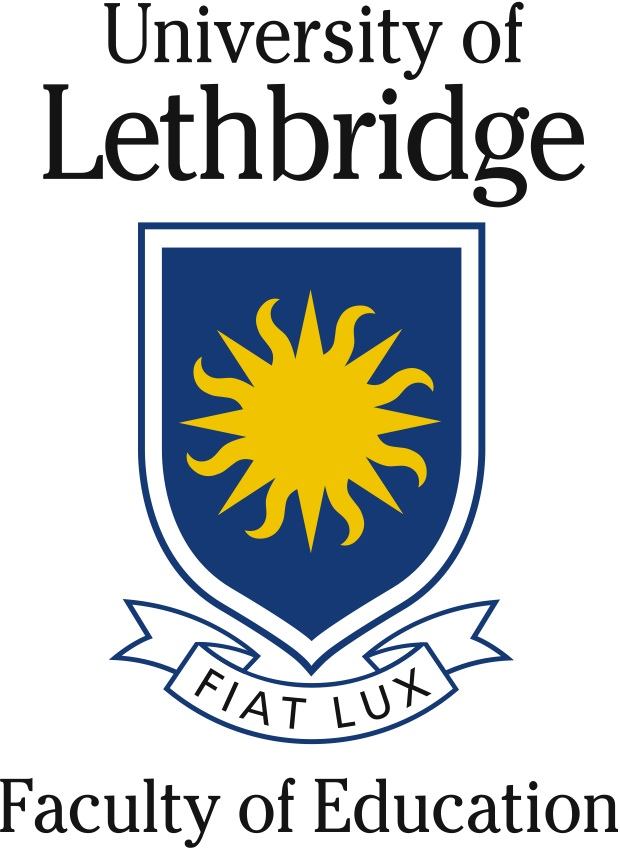 University of
Lethbridge
FIAT LUX
Faculty of Education